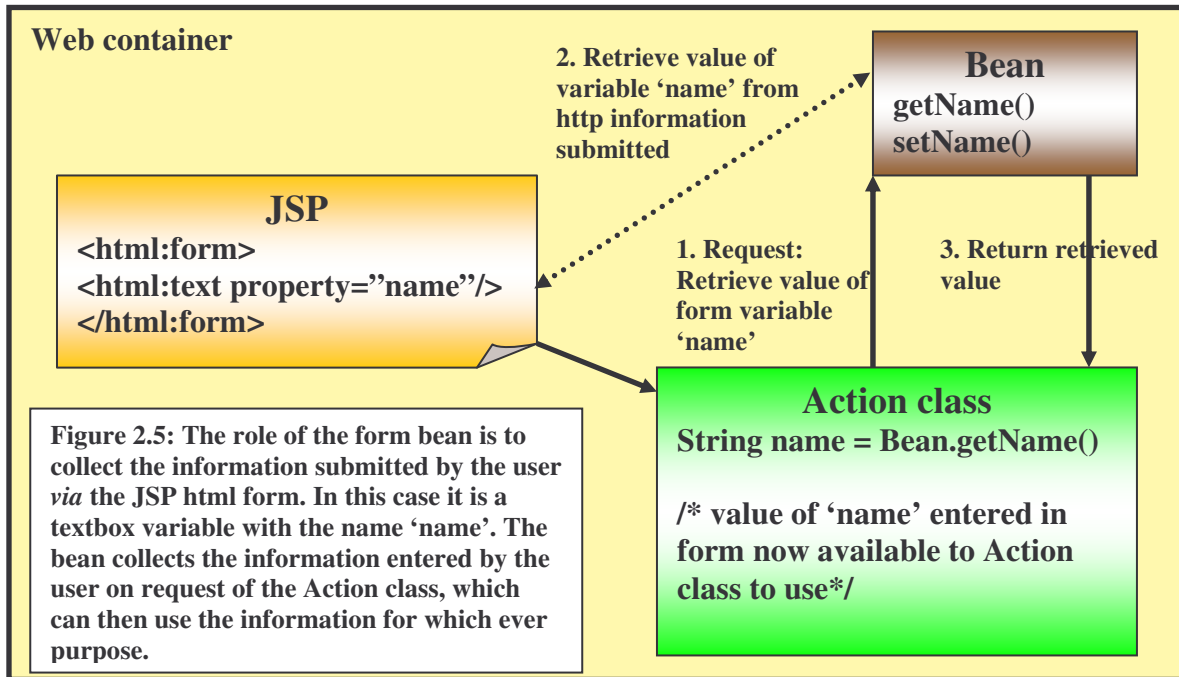 Web container
2. Retrieve value of
variable ‘name’ from
http information
submitted
Bean
getName()
setName()
JSP
<html:form>
<html:text property=”name”/>
</html:form>
1. Request:
Retrieve value of
form variable
‘name’
3. Return retrieved
value
Action class
String name = Bean.getName()
/* value of ‘name’ entered in
form now available to Action
class to use*/
Figure 2.5: The role of the form bean is to
collect the information submitted by the user
via the JSP html form. In this case it is a
textbox variable with the name ‘name’. The
bean collects the information entered by the
user on request of the Action class, which
can then use the information for which ever
purpose.